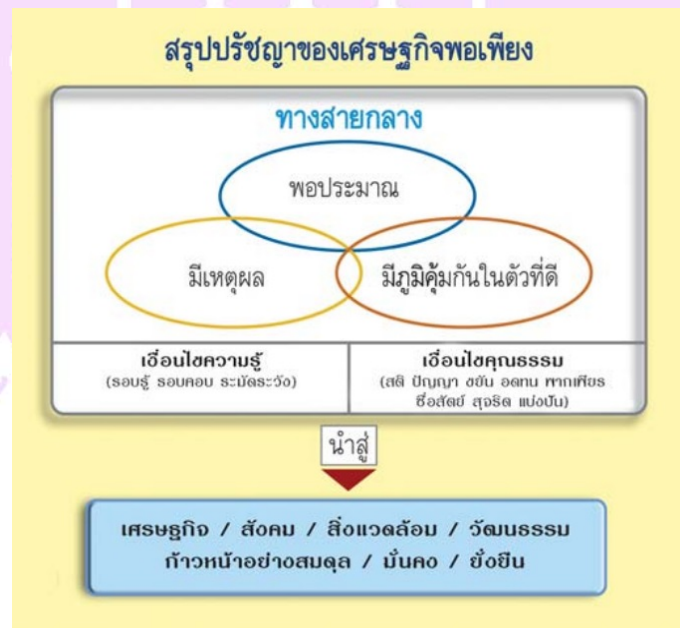 สรุปปรัชญาของเศรษฐกิจพอเพียง
ทางสายกลาง
พอประมาณ
มีเหตุผล
มีภูมิคุ้มกันในตัวที่ดี
เงื่อนไขความรู้
(รอบรู้ รอบคอบ ระมัดระวัง)
เงื่อนไขคุณธรรม
(สติ ปัญญา ขยัน อดทน พากเพียร
ซื่อสัตย์ สุจริต แบ่งปัน)
นำสู่
เศรษฐกิจ / สังคม / สิ่งแวดล้อม / วัฒนธรรม
ก้าวหน้าอย่างสมดุล / มั่นคง / ยั่งยืน